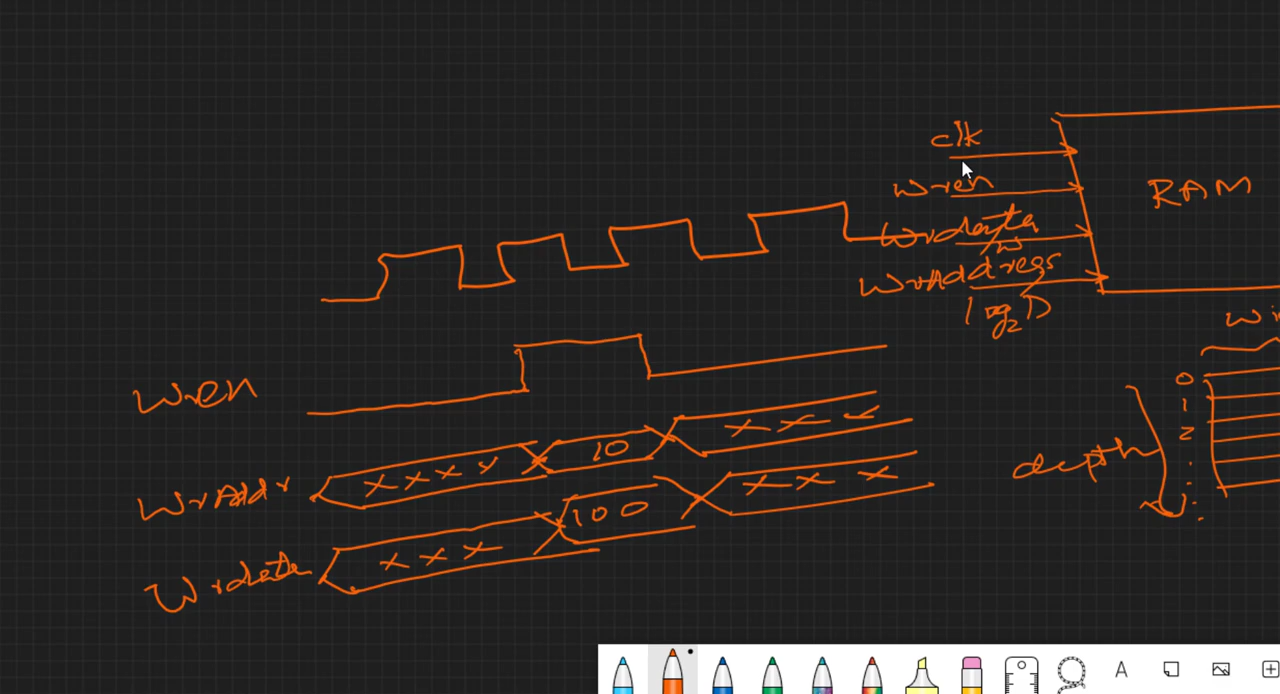 clk
wren
RAM
wrdata
w
wrAddress
log2D
wi
Wren
0
1
2
depth
WrAddr XXXX 10 XXX
Wrdata XXX 100 XXX
A